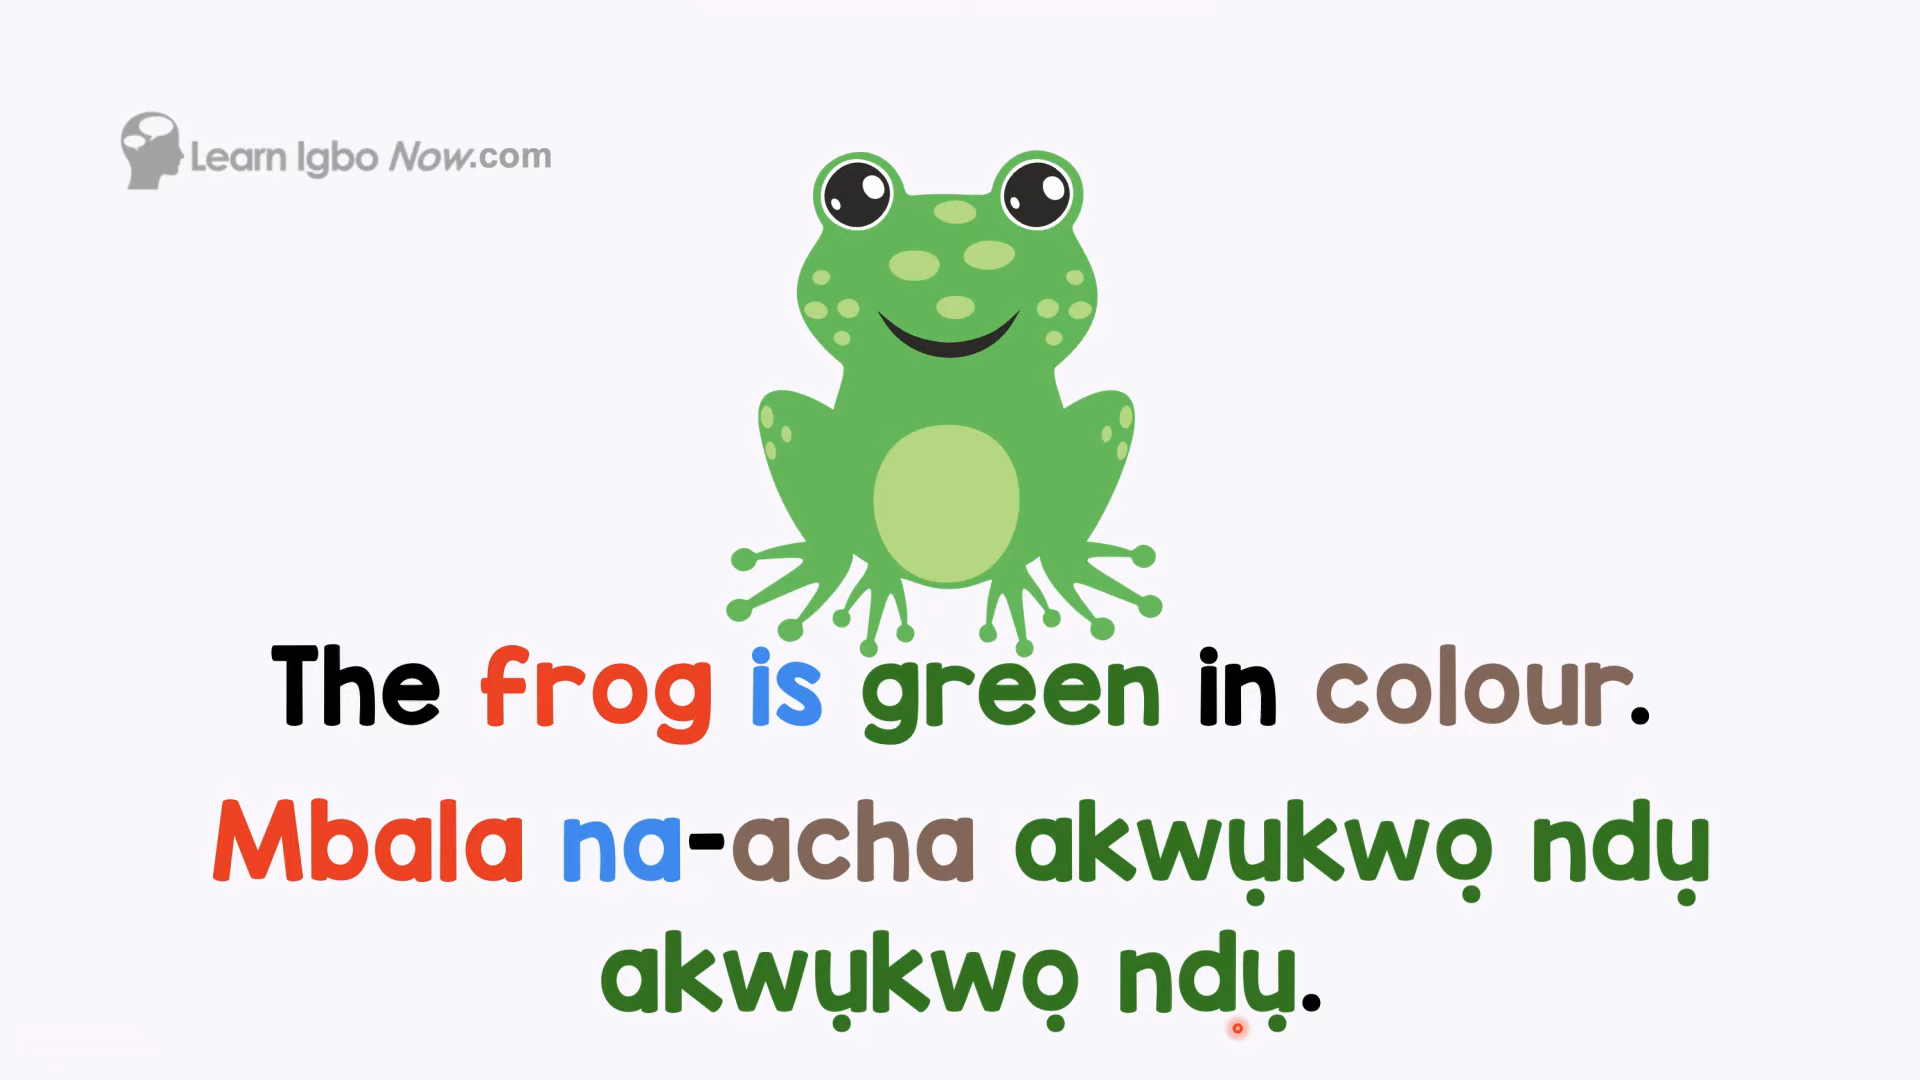 Learn Igbo Now.com
The frog is green in colour.
Mbala na-acha akwụkwọ ndụ
akwụkwọ ndụ.